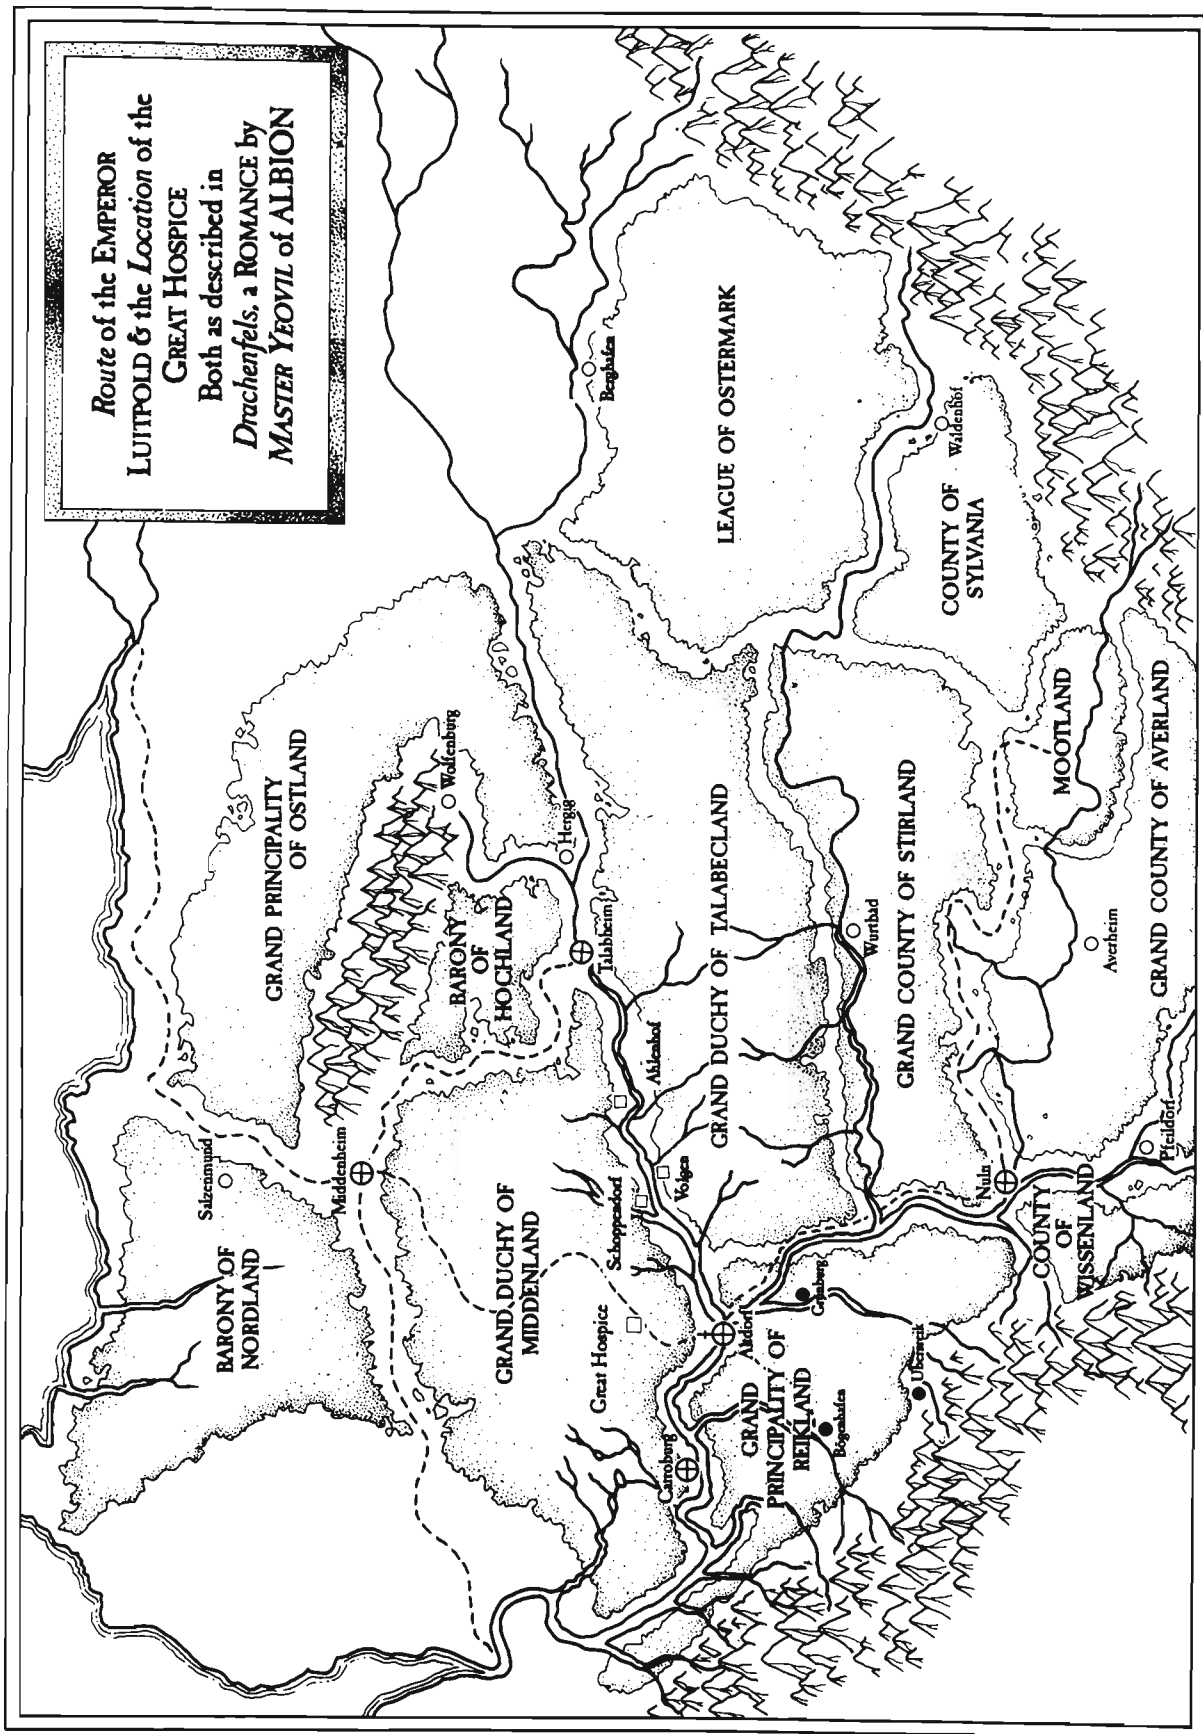 Route of the EMPEROR
LUITPOLD & the Location of the
GREAT HOSPICE
Both as described in
Drachenfels, a ROMANCE by
MASTER YEOVIL of ALBION
BARONY OF
NORDLAND
Salzenmund
GRAND PRINCIPALITY
OF OSTLAND
Middenheim
Wolfenburg
BARONY
OF
HOCHLAND
Hergig
Talabheim
Berghafen
GRAND DUCHY OF
MIDDENLAND
Great Hospice
Schoppendorf
Ahlenhof
Volgen
Carroburg
Altdorf
GRAND DUCHY OF TALABECLAND
LEAGUE OF OSTERMARK
GRAND
PRINCIPALITY OF
REIKLAND
Grünburg
Bögenhafen
Ubersreik
Wurtbad
GRAND COUNTY OF STIRLAND
Waldenhof
COUNTY OF
SYLVANIA
Nuln
COUNTY
OF
WISSENLAND
MOOTLAND
Averheim
Pfeildorf
GRAND COUNTY OF AVERLAND